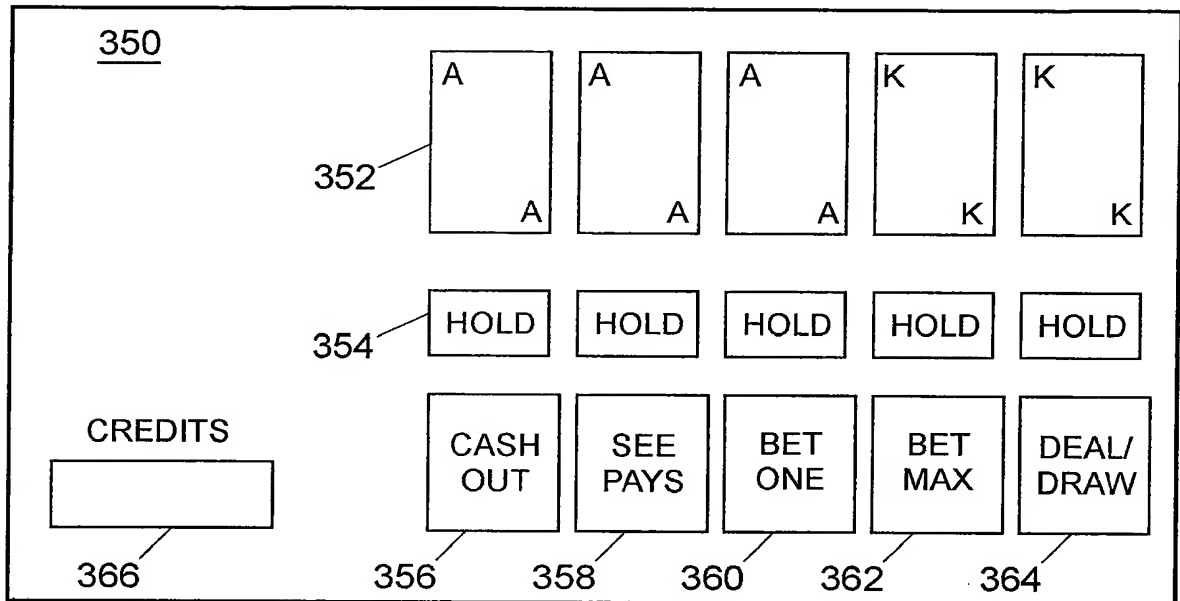 350
A A A K K
A A A K K
352
HOLD HOLD HOLD HOLD HOLD
354
CREDITS
CASH OUT
SEE PAYS
BET ONE
BET MAX
DEAL/ DRAW
366 356 358 360 362 364